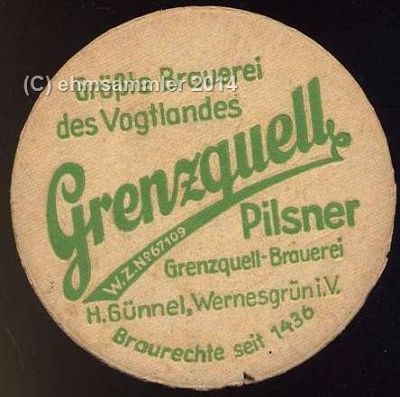 (C) ehmsammler 2014
Größte Brauerei
des Vogtlandes
Grenzquell
W.Z. No 67109
Pilsner
Grenzquell-Brauerei
H. Günnel, Wernesgrün i.V.
Braurechte seit 1436